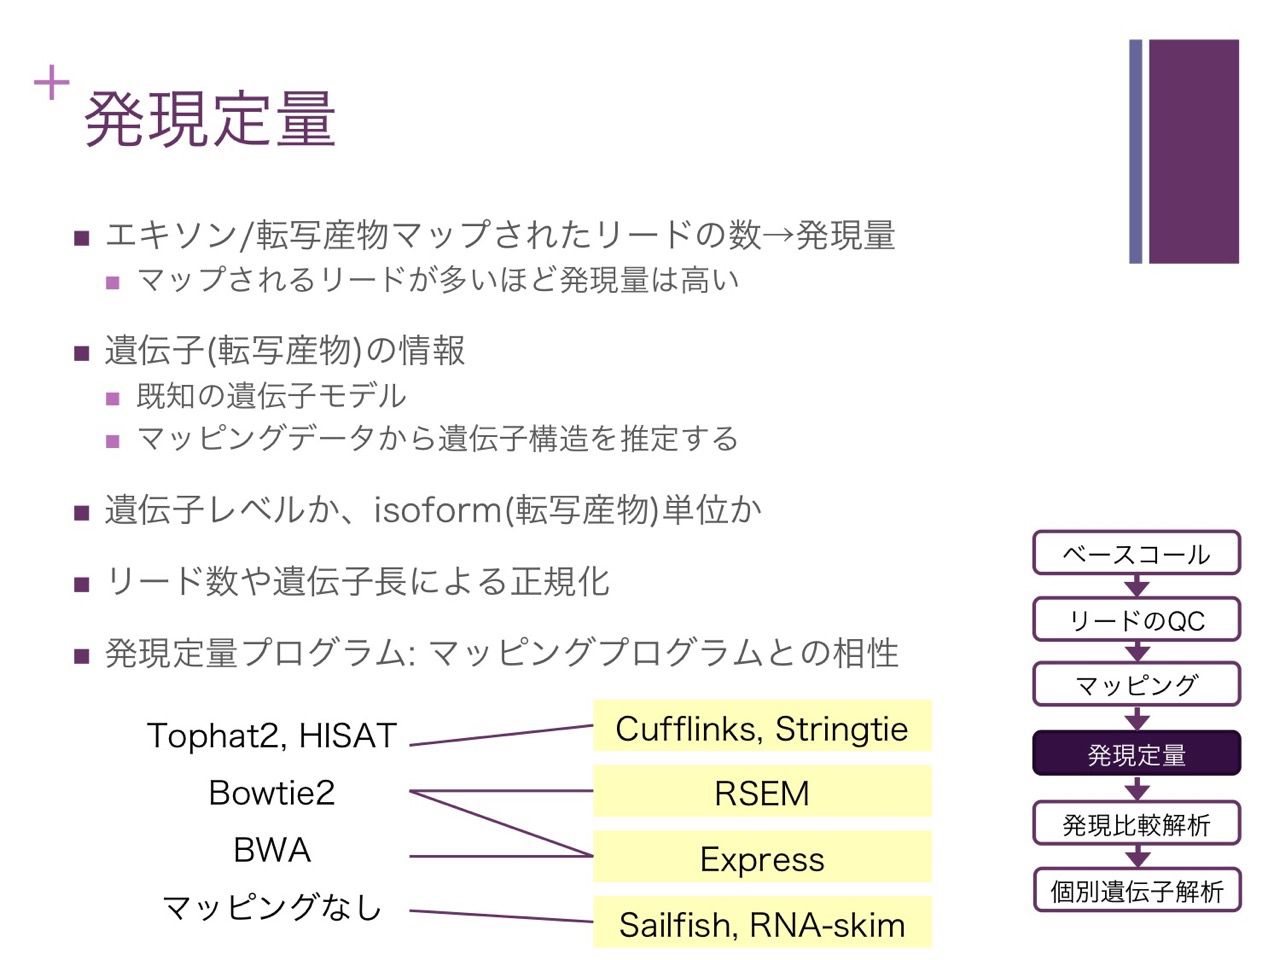 +
発現定量
■ エキソン/転写産物マップされたリードの数→発現量
■ マップされるリードが多いほど発現量は高い
■ 遺伝子(転写産物)の情報
■ 既知の遺伝子モデル
■ マッピングデータから遺伝子構造を推定する
■ 遺伝子レベルか、isoform(転写産物)単位か
■ リード数や遺伝子長による正規化
■ 発現定量プログラム: マッピングプログラムとの相性
Tophat2, HISAT
Bowtie2
BWA
マッピングなし
Cufflinks, Stringtie
RSEM
Express
Sailfish, RNA-skim
ベースコール
リードのQC
マッピング
発現定量
発現比較解析
個別遺伝子解析